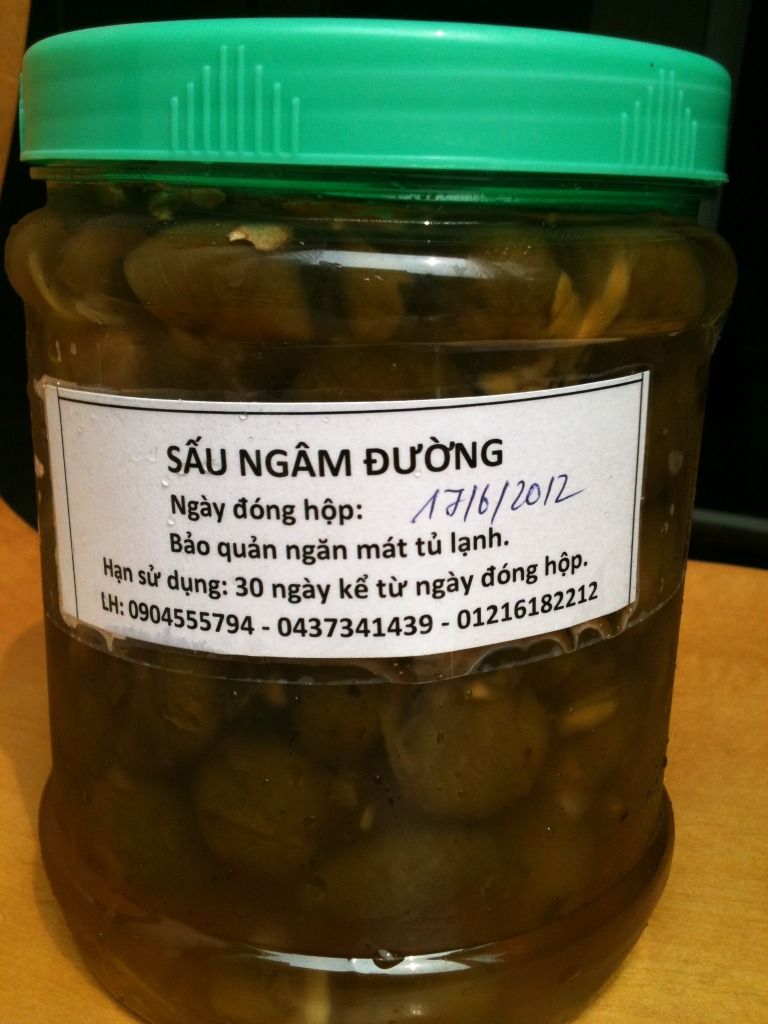 SẤU NGÂM ĐƯỜNG
Ngày đóng hộp: 17/6/2012
Bảo quản ngăn mát tủ lạnh.
Hạn sử dụng: 30 ngày kể từ ngày đóng hộp.
LH: 0904555794 - 0437341439 - 01216182212